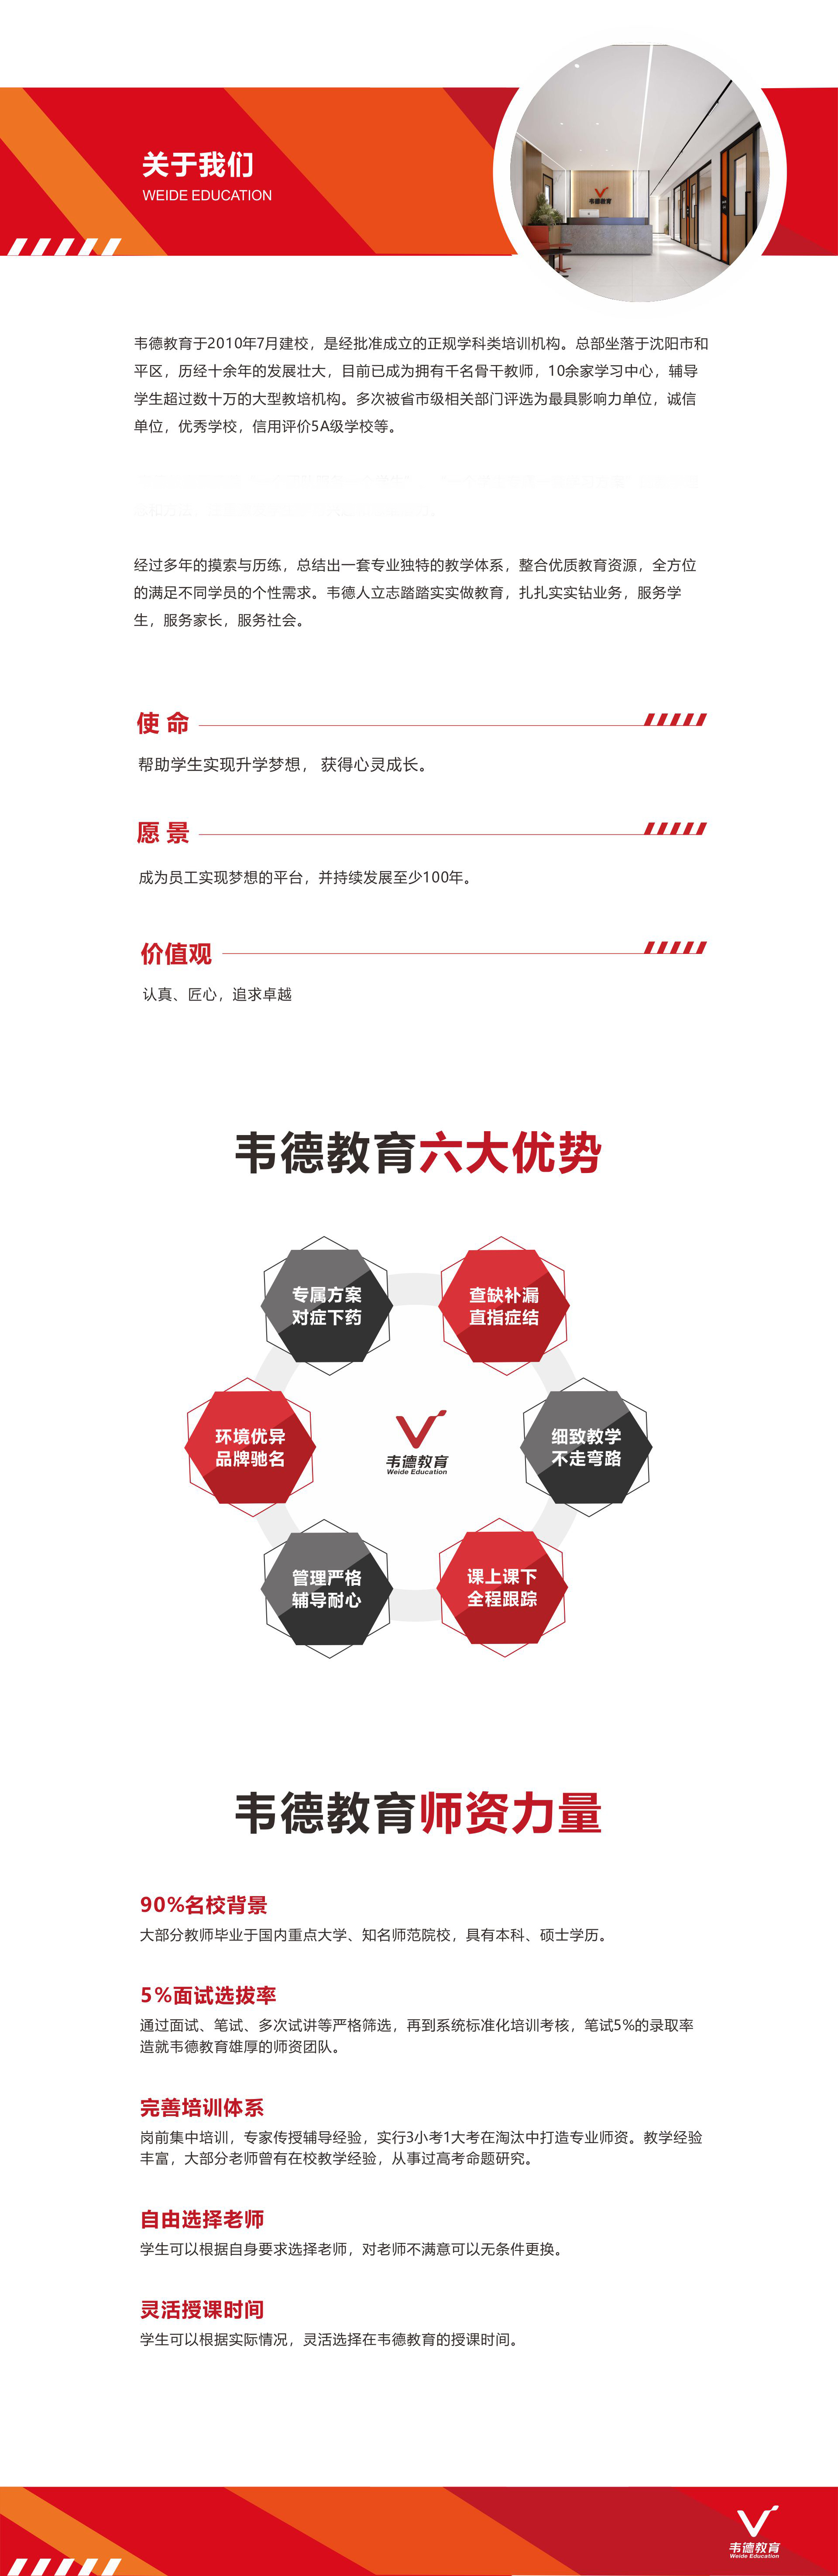 关于我们
WEIDE EDUCATION
韦德教育
韦德教育于2010年7月建校，是经批准成立的正规学科类培训机构。总部坐落于沈阳市和
平区，历经十余年的发展壮大，目前已成为拥有千名骨干教师，10余家学习中心，辅导
学生超过数十万的大型教培机构。多次被省市级相关部门评选为最具影响力单位，诚信
单位，优秀学校，信用评价5A级学校等。
经过多年的摸索与历练，总结出一套专业独特的教学体系，整合优质教育资源，全方位
的满足不同学员的个性需求。韦德人立志踏踏实实做教育，扎扎实实钻业务，服务学
生，服务家长，服务社会。
使 命
帮助学生实现升学梦想， 获得心灵成长。
愿 景
成为员工实现梦想的平台，并持续发展至少100年。
价值观
认真、匠心，追求卓越
韦德教育六大优势
专属方案
对症下药
查缺补漏
直指症结
环境优异
品牌驰名
韦德教育
Weide Education
细致教学
不走弯路
管理严格
辅导耐心
课上课下
全程跟踪
韦德教育师资力量
90%名校背景
大部分教师毕业于国内重点大学、知名师范院校，具有本科、硕士学历。
5%面试选拔率
通过面试、笔试、多次试讲等严格筛选，再到系统标准化培训考核，笔试5%的录取率
造就韦德教育雄厚的师资团队。
完善培训体系
岗前集中培训，专家传授辅导经验，实行3小考1大考在淘汰中打造专业师资。教学经验
丰富，大部分老师曾有在校教学经验，从事过高考命题研究。
自由选择老师
学生可以根据自身要求选择老师，对老师不满意可以无条件更换。
灵活授课时间
学生可以根据实际情况，灵活选择在韦德教育的授课时间。
韦德教育
Weide Education